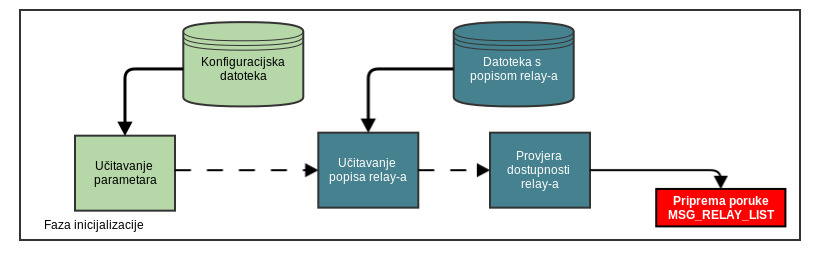 Konfiguracijska
datoteka
Datoteka s
popisom relay-a
Učitavanje
parametara
Učitavanje
popisa relay-a
Provjera
dostupnosti
relay-a
Priprema poruke
MSG_RELAY_LIST
Faza inicijalizacije